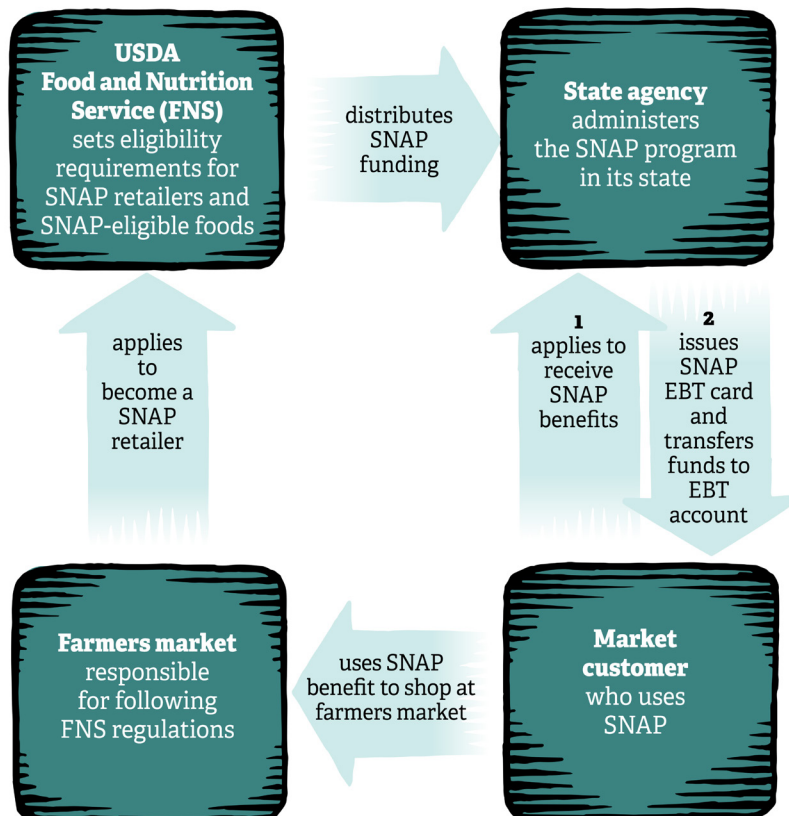 USDA
Food and Nutrition
Service (FNS)
sets eligibility
requirements for
SNAP retailers and
SNAP-eligible foods
distributes
SNAP
funding
State agency
administers
the SNAP program
in its state
applies
to
become a
SNAP
retailer
1
applies to
receive
SNAP
benefits
2
issues
SNAP
EBT card
and
transfers
funds to
EBT
account
Farmers market
responsible
for following
FNS regulations
uses SNAP
benefit to shop at
farmers market
Market
customer
who uses
SNAP